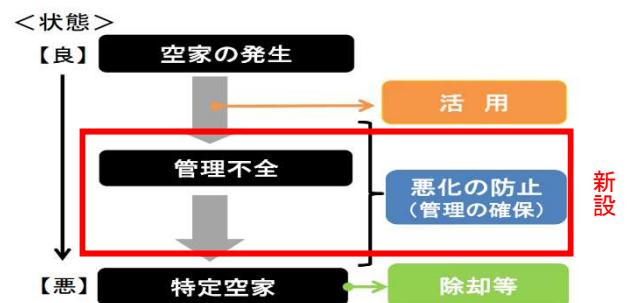 ＜状態＞
【良】
空家の発生
活 用
管理不全
悪化の防止
（管理の確保）
新設
【悪】
特定空家
除却等